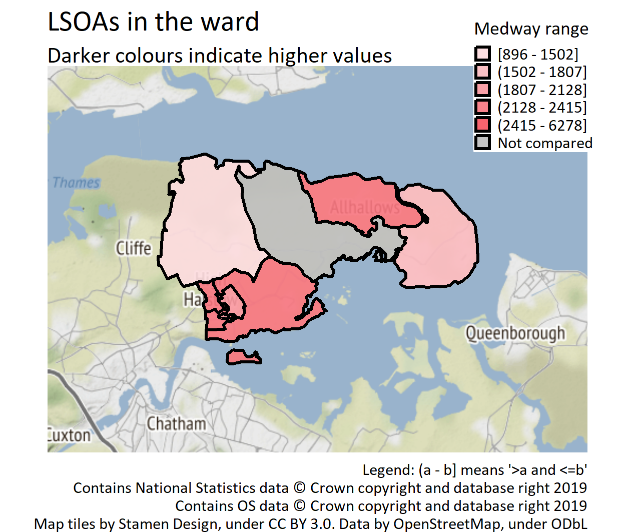 LSOAs in the ward
Darker colours indicate higher values
Medway range
[896 - 1502]
(1502 - 1807]
(1807 - 2128]
(2128 - 2415]
(2415 - 6278]
Not compared
Thames
Allhallows
Cliffe
Ha
Queenborough
Chatham
Luxton
Legend: (a - b] means '>a and <=b'
Contains National Statistics data © Crown copyright and database right 2019
Contains OS data © Crown copyright and database right 2019
Map tiles by Stamen Design, under CC BY 3.0. Data by OpenStreetMap, under ODbL